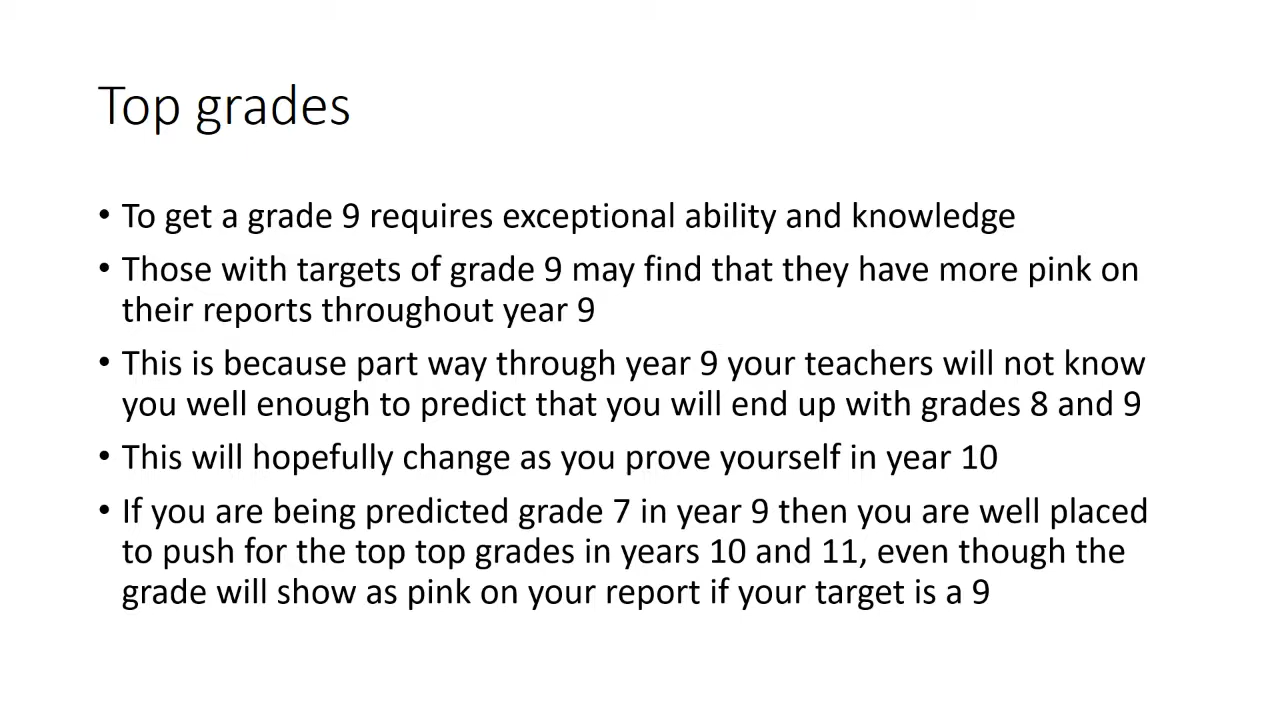 Top grades
• To get a grade 9 requires exceptional ability and knowledge
• Those with targets of grade 9 may find that they have more pink on
their reports throughout year 9
• This is because part way through year 9 your teachers will not know
you well enough to predict that you will end up with grades 8 and 9
• This will hopefully change as you prove yourself in year 10
• If you are being predicted grade 7 in year 9 then you are well placed
to push for the top top grades in years 10 and 11, even though the
grade will show as pink on your report if your target is a 9